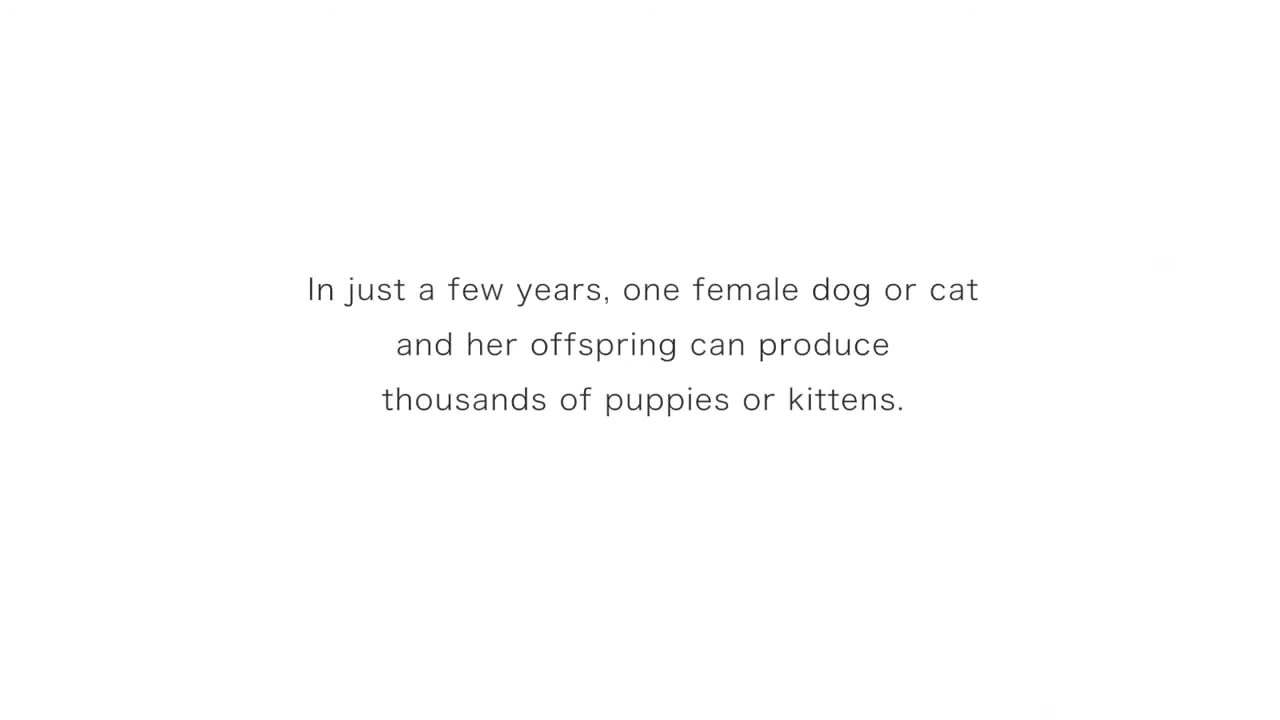 In just a few years, one female dog or cat
and her offspring can produce
thousands of puppies or kittens.